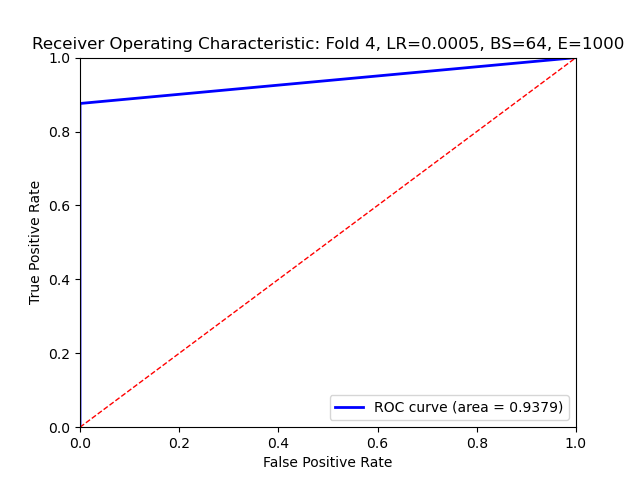 Receiver Operating Characteristic: Fold 4, LR=0.0005, BS=64, E=1000
1.0
0.8
0.6
0.4
0.2
0.0
True Positive Rate
ROC curve (area = 0.9379)
0.0 0.2 0.4 0.6 0.8 1.0
False Positive Rate